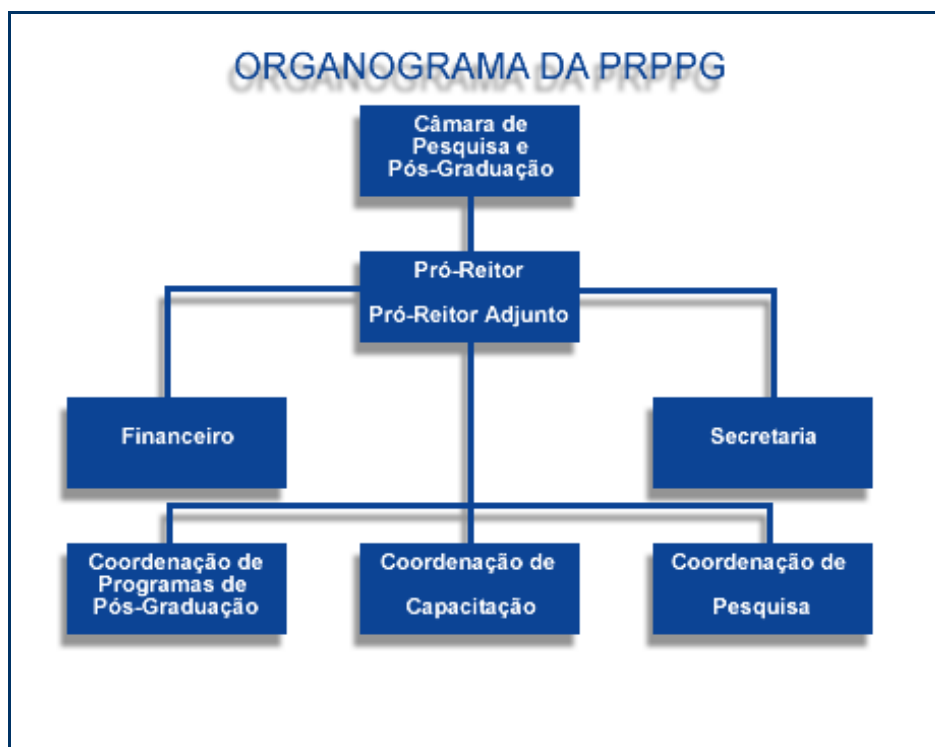 ORGANOGRAMA DA PRPPG
Câmara de
Pesquisa e
Pós-Graduação
Pró-Reitor
Pró-Reitor Adjunto
Financeiro
Secretaria
Coordenação de
Programas de
Pós-Graduação
Coordenação de
Capacitação
Coordenação de
Pesquisa